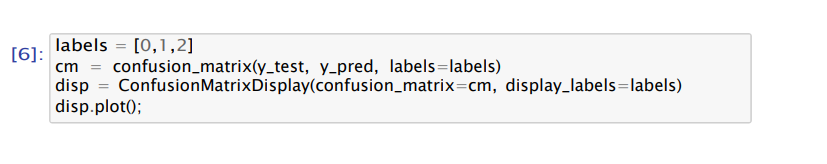 [6]: labels = [0,1,2]
cm = confusion_matrix(y_test, y_pred, labels=labels)
disp = ConfusionMatrixDisplay(confusion_matrix=cm, display_labels=labels)
disp.plot();